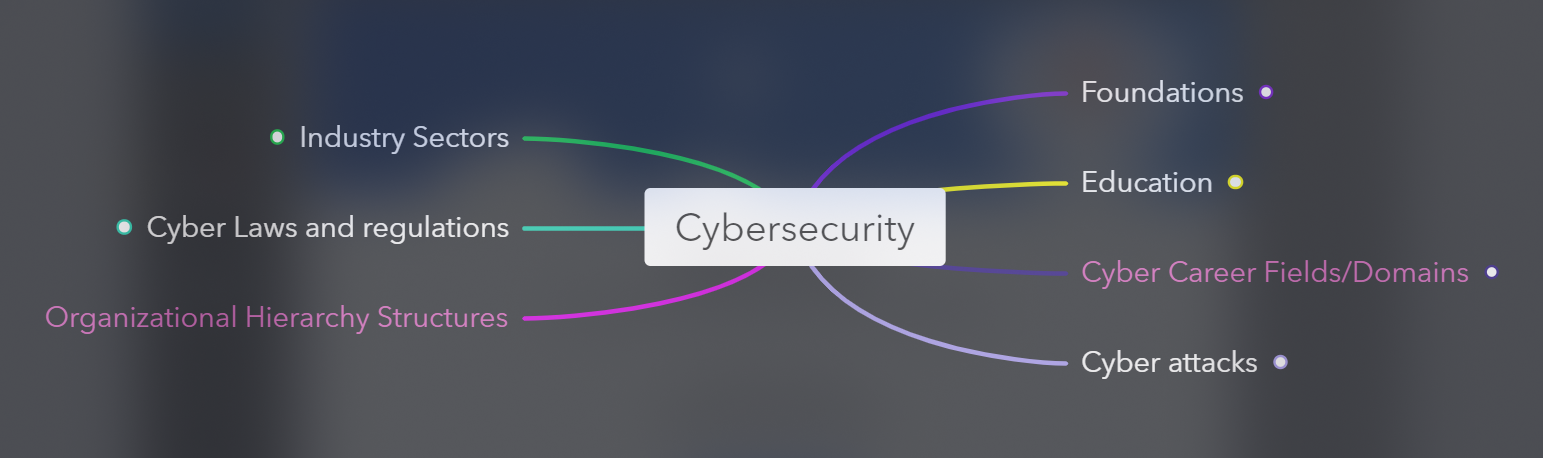 Foundations
Industry Sectors
Education
Cyber Laws and regulations
Cybersecurity
Cyber Career Fields/Domains
Organizational Hierarchy Structures
Cyber attacks